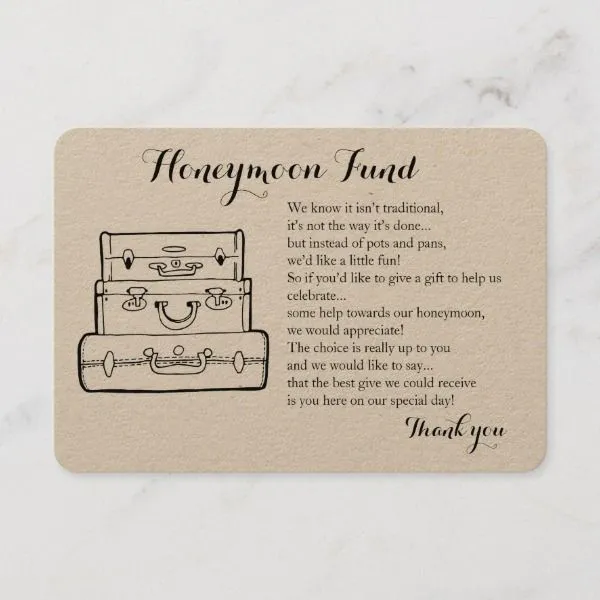 Honeymoon Fund
We know it isn't traditional,
it's not the way it's done...
but instead of pots and pans,
we'd like a little fun!
So if you'd like to give a gift to help us
celebrate...
some help towards our honeymoon,
we would appreciate!
The choice is really up to you
and we would like to say...
that the best give we could receive
is you here on our special day!
Thank you